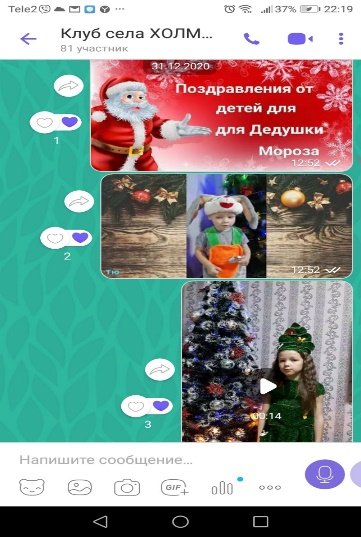 Tele2 37% 22:19
Клуб села ХОЛМ...
81 участник
31.12.2020
Поздравления от
детей для
для Дедушки
Мороза
12:52
1
12:52
2
00:14
3
Напишите сообщение...
GIF